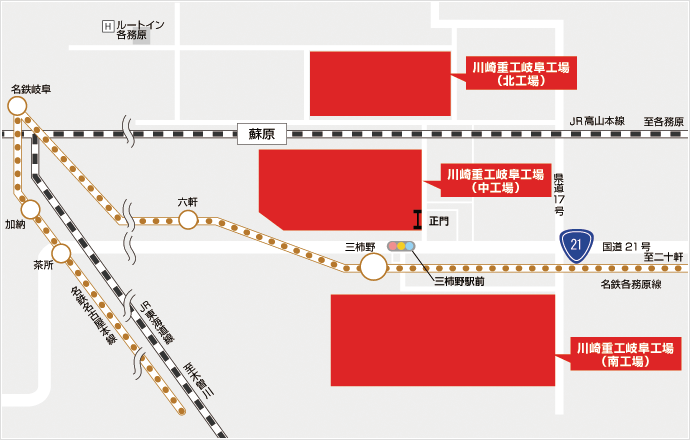 H ルートイン
各務原
川崎重工岐阜工場
（北工場）
名鉄岐阜
JR高山本線
至各務原
蘇原
川崎重工岐阜工場
（中工場）
県道17号
六軒
正門
加納
三柿野
21
国道21号
至二十軒
茶所
三柿野駅前
名鉄各務原線
名鉄名古屋本線
JR東海道線
川崎重工岐阜工場
（南工場）
至木曽川